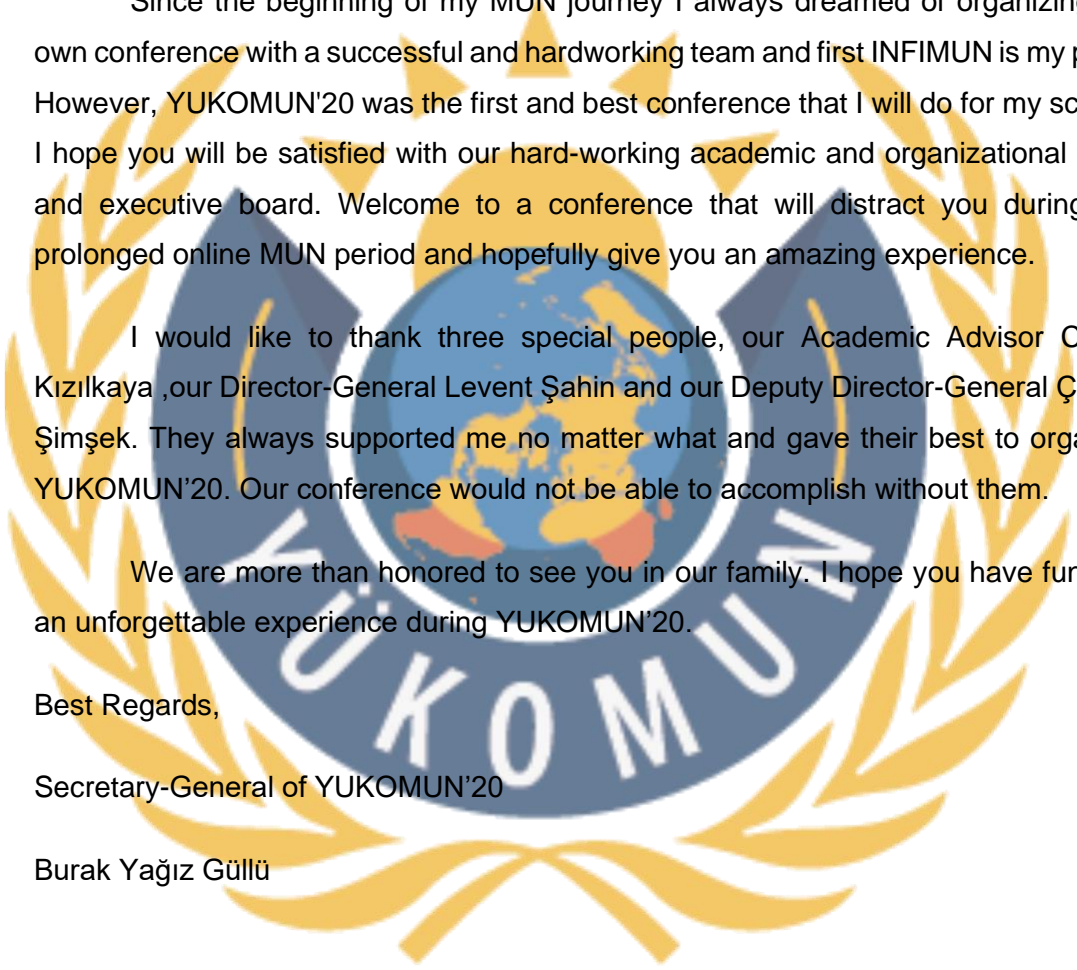 Since the beginning of my MUN journey I always dreamed of organizing
own conference with a successful and hardworking team and first INFIMUN is my
However, YUKOMUN'20 was the first and best conference that I will do for my
I hope you will be satisfied with our hard-working academic and organizational
and executive board. Welcome to a conference that will distract you during
prolonged online MUN period and hopefully give you an amazing experience.
I would like to thank three special people, our Academic Advisor
Kızılkaya ,our Director-General Levent Şahin and our Deputy Director-General
Şimşek. They always supported me no matter what and gave their best to
YUKOMUN’20. Our conference would not be able to accomplish without them.
We are more than honored to see you in our family. I hope you have fun
an unforgettable experience during YUKOMUN’20.
Best Regards,
Secretary-General of YUKOMUN’20
Burak Yağız Güllü
YÜKOMUN